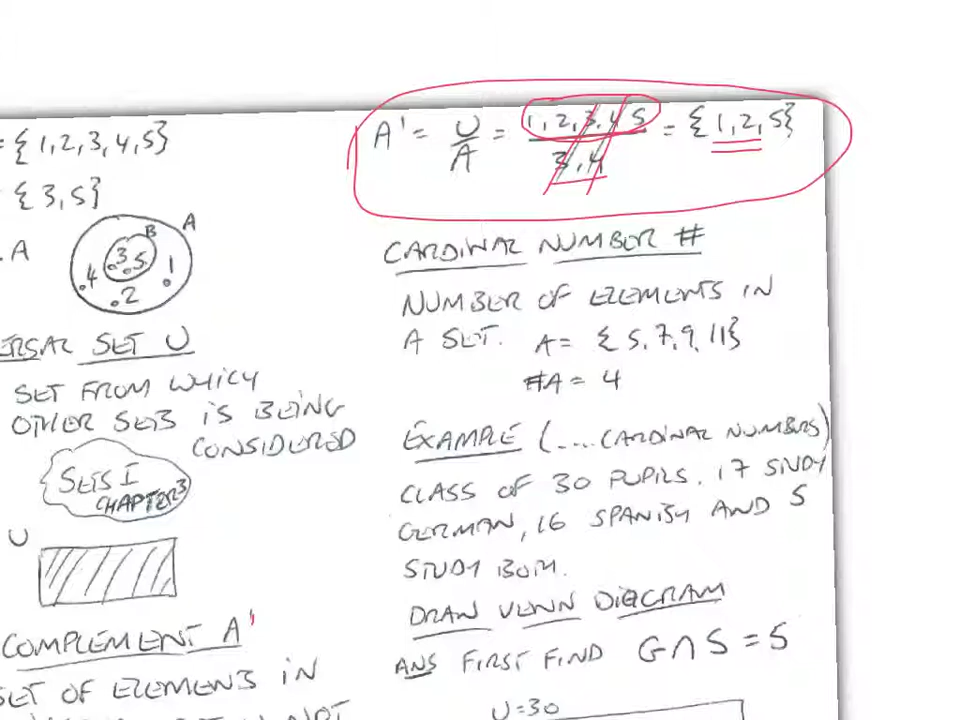 = {1,2,3,4,5}
= {3,5}
. A
B A
3 5 4 1 2
ERSAL SET U
SET FROM WHICH
OTHER SETS IS BEING
CONSIDERED
SETS I
CHAPTER 3
U
COMPLEMENT A'
SET OF ELEMENTS IN
NOT
A' = U/A = 1,2,3,4 5 / 3,4 = {1,2,5}
CARDINAL NUMBER #
NUMBER OF ELEMENTS IN
A SET. A = {5,7,9,11}
#A = 4
EXAMPLE (....CARDINAL NUMBERS)
CLASS OF 30 PUPILS. 17 STUDY
GERMAN, 16 SPANISH AND 5
STUDY BOTH.
DRAW VENN DIAGRAM
ANS FIRST FIND G∩S = 5
U=30